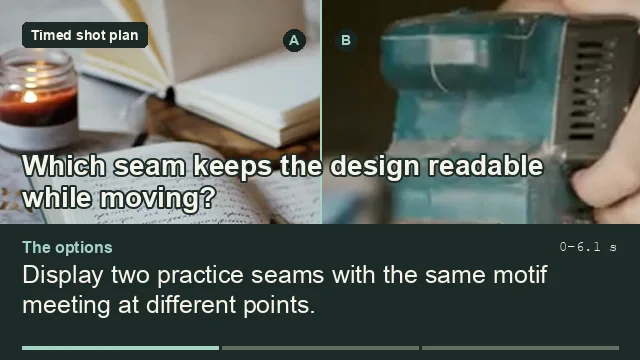 Timed shot plan
A
B
Which seam keeps the design readable
while moving?
The options
0–6.1 s
Display two practice seams with the same motif
meeting at different points.